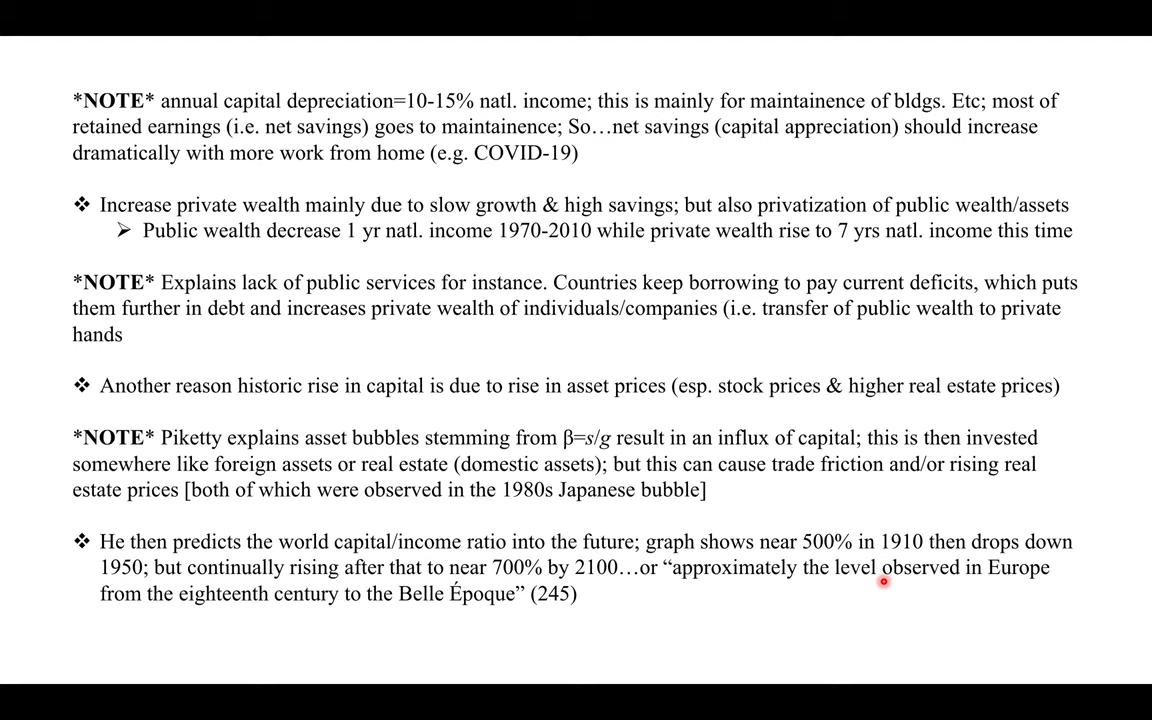 *NOTE* annual capital depreciation=10-15% natl. income; this is mainly for maintainence of bldgs. Etc; most of
retained earnings (i.e. net savings) goes to maintainence; So…net savings (capital appreciation) should increase
dramatically with more work from home (e.g. COVID-19)
❖ Increase private wealth mainly due to slow growth & high savings; but also privatization of public wealth/assets
➢ Public wealth decrease 1 yr natl. income 1970-2010 while private wealth rise to 7 yrs natl. income this time
*NOTE* Explains lack of public services for instance. Countries keep borrowing to pay current deficits, which puts
them further in debt and increases private wealth of individuals/companies (i.e. transfer of public wealth to private
hands
❖ Another reason historic rise in capital is due to rise in asset prices (esp. stock prices & higher real estate prices)
*NOTE* Piketty explains asset bubbles stemming from β=s/g result in an influx of capital; this is then invested
somewhere like foreign assets or real estate (domestic assets); but this can cause trade friction and/or rising real
estate prices [both of which were observed in the 1980s Japanese bubble]
❖ He then predicts the world capital/income ratio into the future; graph shows near 500% in 1910 then drops down
1950; but continually rising after that to near 700% by 2100…or “approximately the level observed in Europe
from the eighteenth century to the Belle Époque” (245)